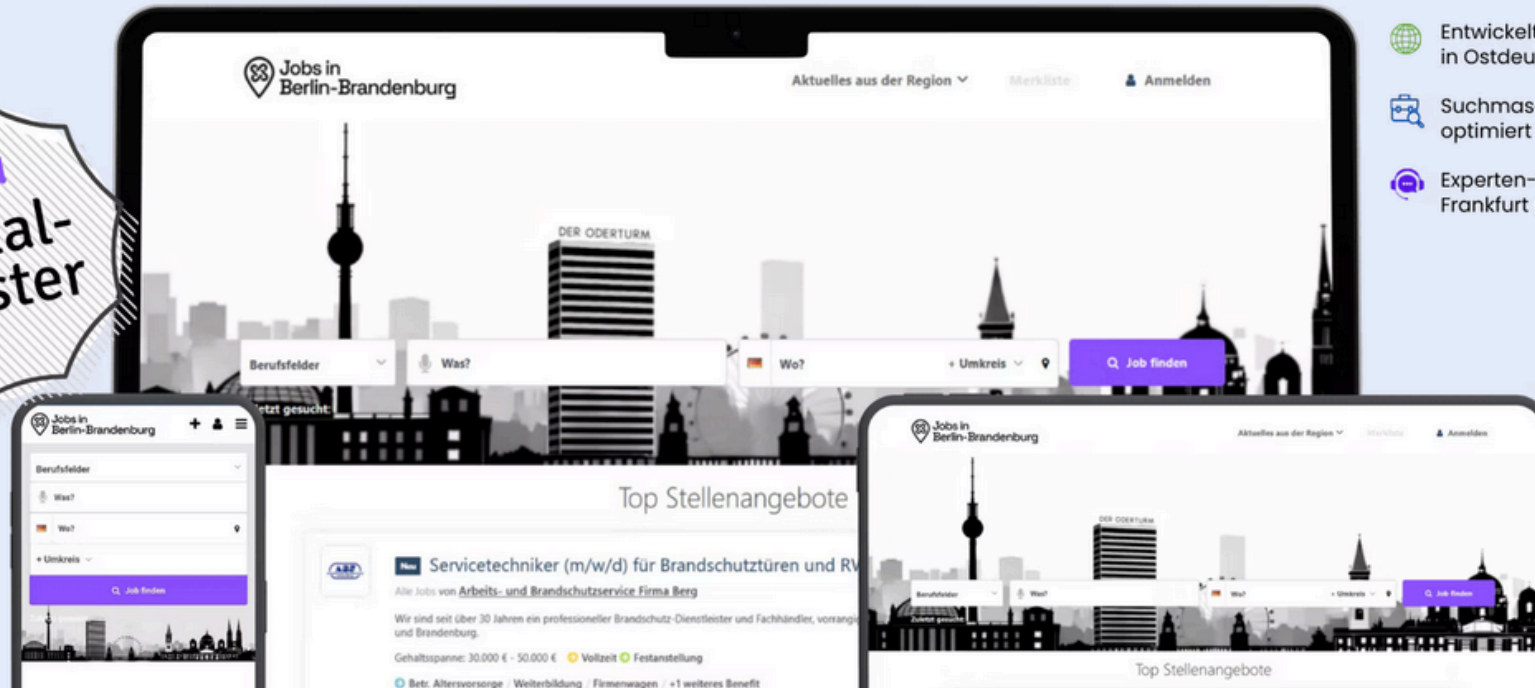 Jobs in
Berlin-Brandenburg
Aktuelles aus der Region
Merkliste
Anmelden
DER ODERTURM
Berufsfelder
Was?
Wo?
+ Umkreis
Job finden
Top Stellenangebote
Neu Servicetechniker (m/w/d) für Brandschutztüren und
Alle Jobs von Arbeits- und Brandschutzservice Firma Berg
Wir sind seit über 30 Jahren ein professioneller Brandschutz-Dienstleister und Fachhändler,
und Brandenburg.
Gehaltsspanne: 30.000 € - 50.000 € Vollzeit Festanstellung
Betr. Altersvorsorge / Weiterbildung / Firmenwagen / +1 weiteres Benefit
Jobs in
Berlin-Brandenburg
Berufsfelder
Was?
Wo?
+ Umkreis
Job finden
Jobs in
Berlin-Brandenburg
Aktuelles aus der Region
Merkliste
Anmelden
DER ODERTURM
Berufsfelder
Was?
Wo?
+ Umkreis
Job finden
Zuletzt gesucht:
Top Stellenangebote
Entwickelt
in
optimiert
Experten-
Frankfurt